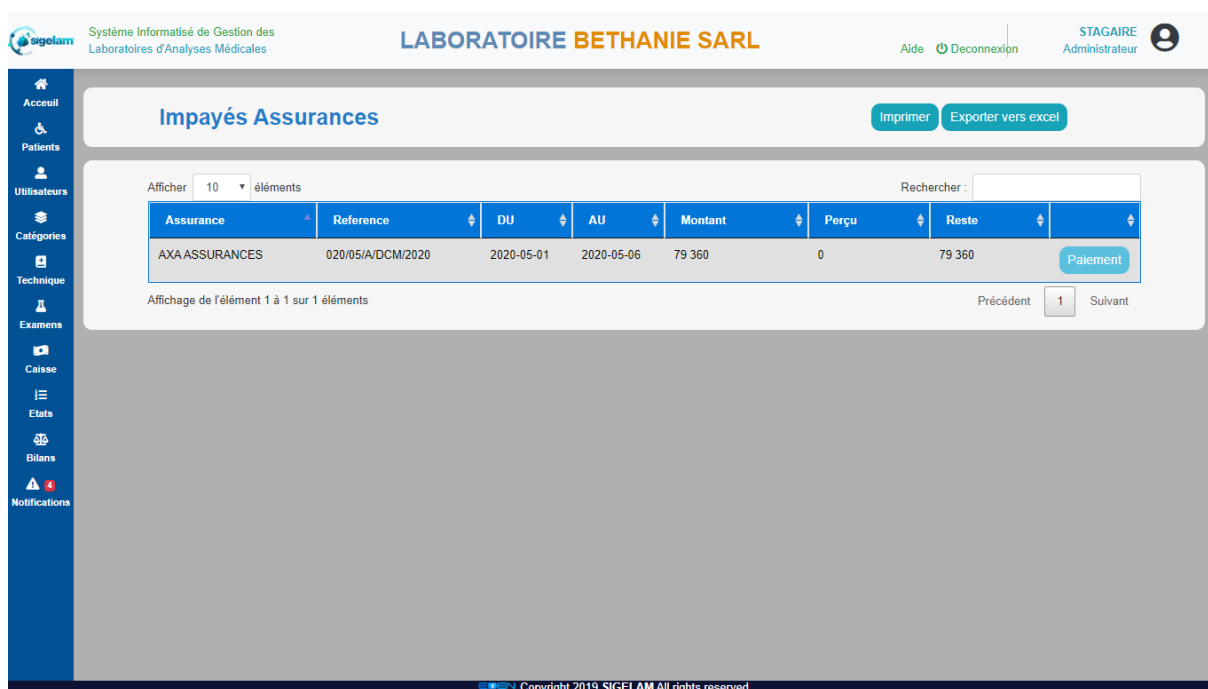 sigelam
Système Informatisé de Gestion des
Laboratoires d'Analyses Médicales
LABORATOIRE BETHANIE SARL
Aide Deconnexion
STAGAIRE
Administrateur
Acceuil
Patients
Utilisateurs
Catégories
Technique
Examens
Caisse
Etats
Bilans
4
Notifications
Impayés Assurances
Imprimer Exporter vers excel
Afficher 10 éléments
Rechercher :
Assurance Reference DU AU Montant Perçu Reste
AXA ASSURANCES 020/05/A/DCM/2020 2020-05-01 2020-05-06 79 360 0 79 360 Paiement
Affichage de l'élément 1 à 1 sur 1 éléments
Précédent 1 Suivant
Copyright 2019 SIGELAM All rights reserved